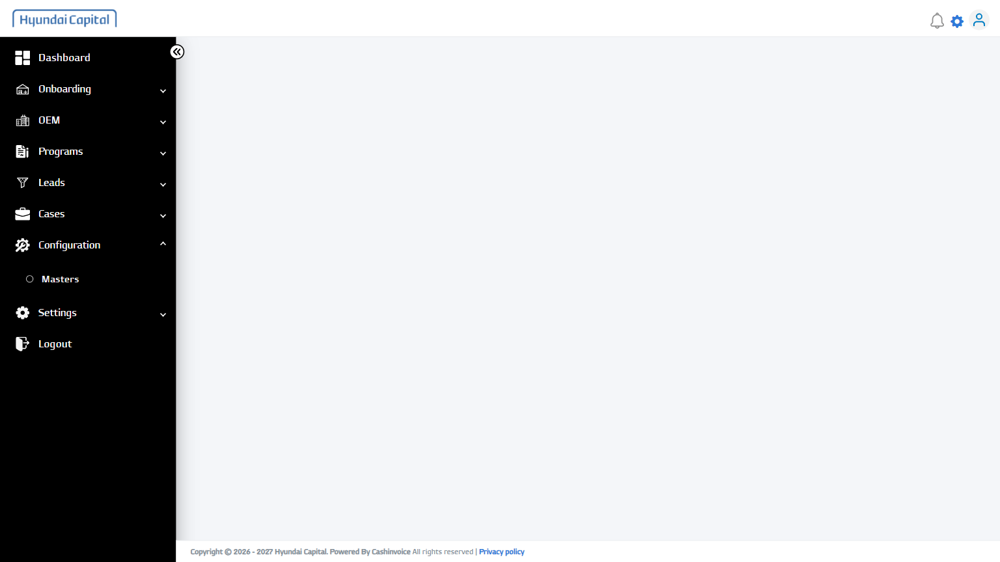 Hyundai Capital
Dashboard
Onboarding
OEM
Programs
Leads
Cases
Configuration
Masters
Settings
Logout
Copyright © 2026 - 2027 Hyundai Capital. Powered By Cashinvoice All rights reserved | Privacy policy